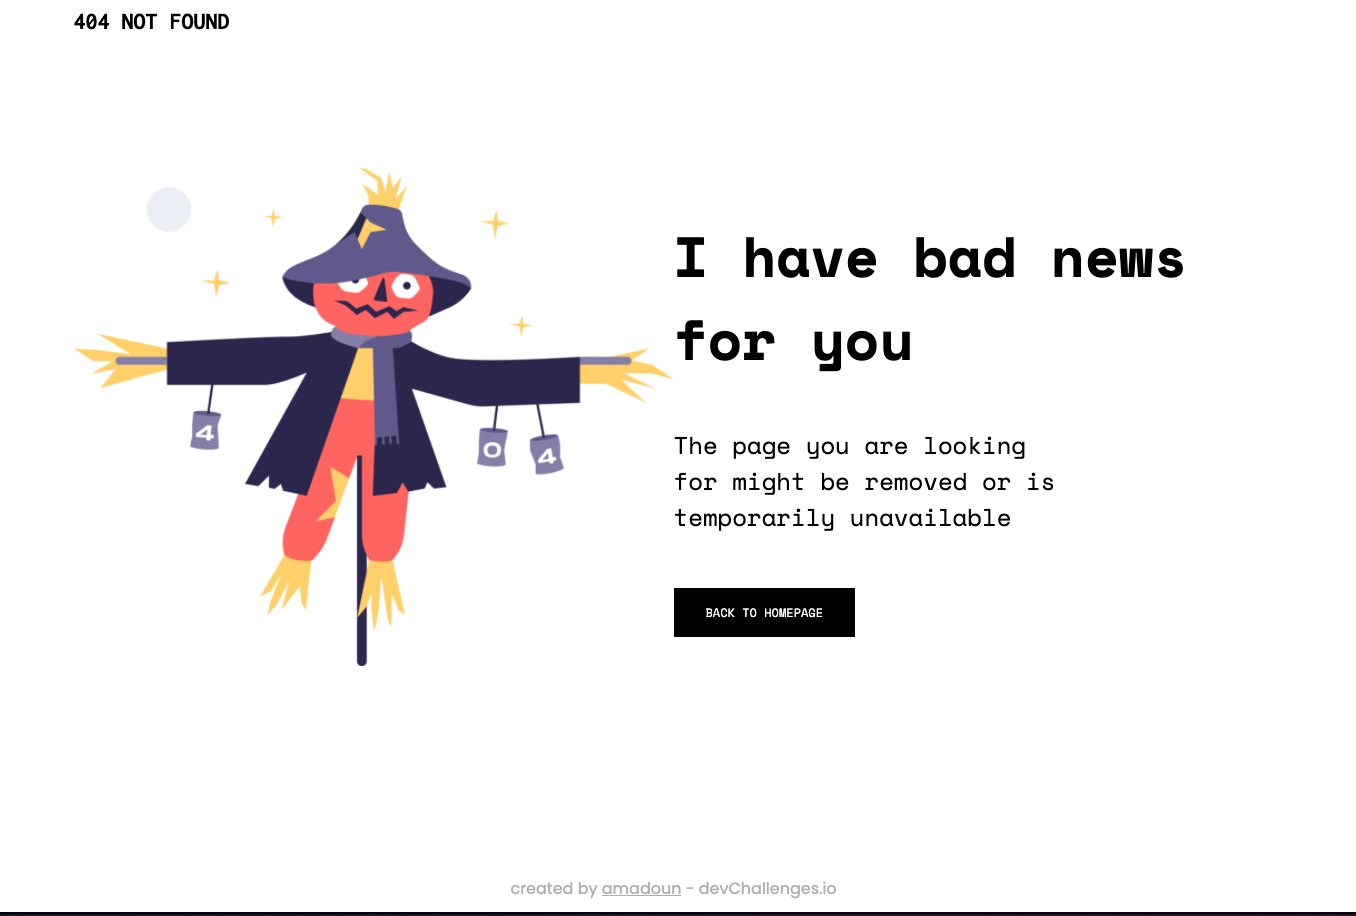 404 NOT FOUND
I have bad news
for you
The page you are looking
for might be removed or is
temporarily unavailable
4
0
4
BACK TO HOMEPAGE
created by amadoun - devChallenges.io